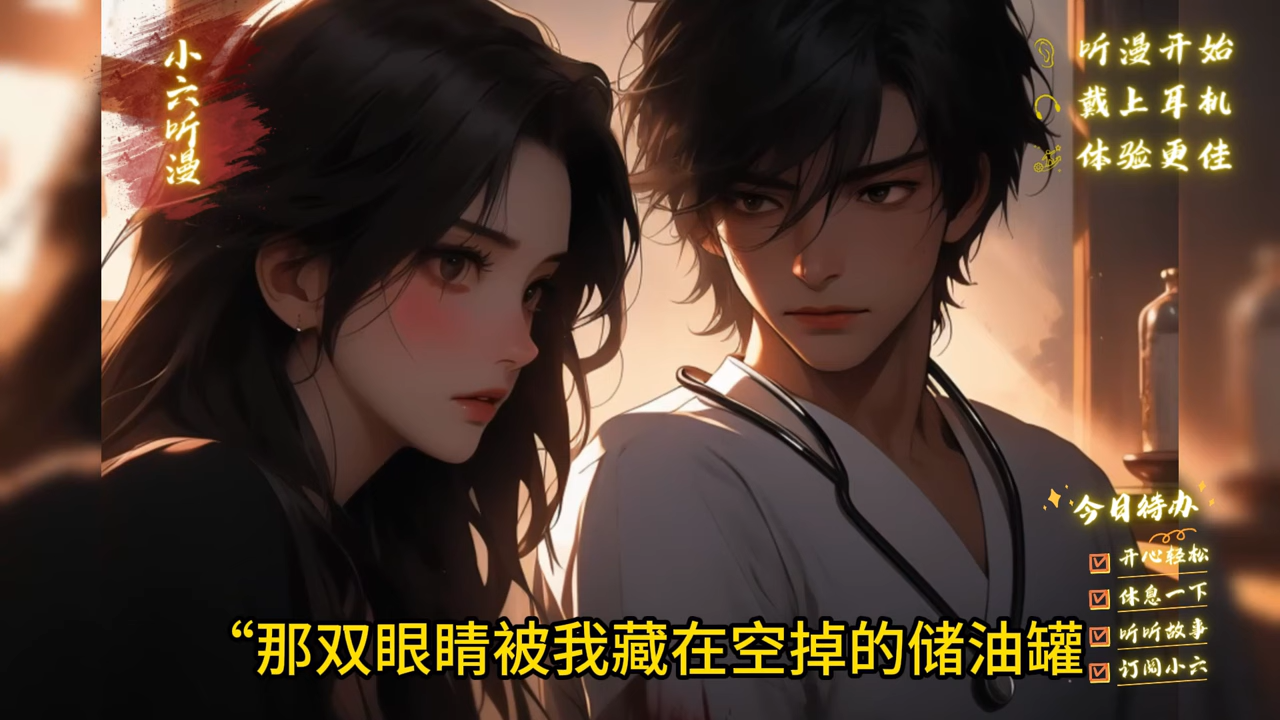 小六听漫
听漫开始
戴上耳机
体验更佳
今日待办
开心轻松
休息一下
听听故事
订阅小六
“那双眼睛被我藏在空掉的储油罐